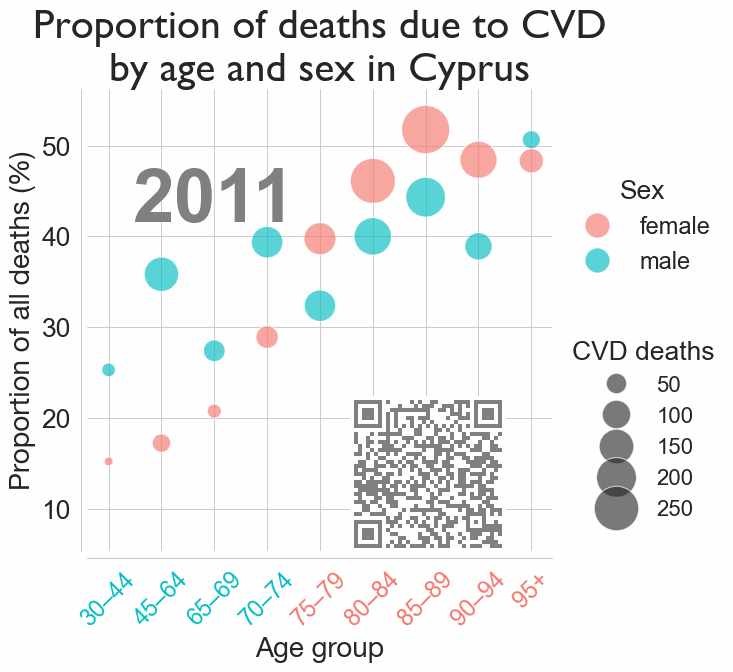 Proportion of deaths due to CVD
by age and sex in Cyprus
Proportion of all deaths (%)
50
40
30
20
10
2011
30–44
45–64
65–69
70–74
75–79
80–84
85–89
90–94
95+
Age group
Sex
female
male
CVD deaths
50
100
150
200
250